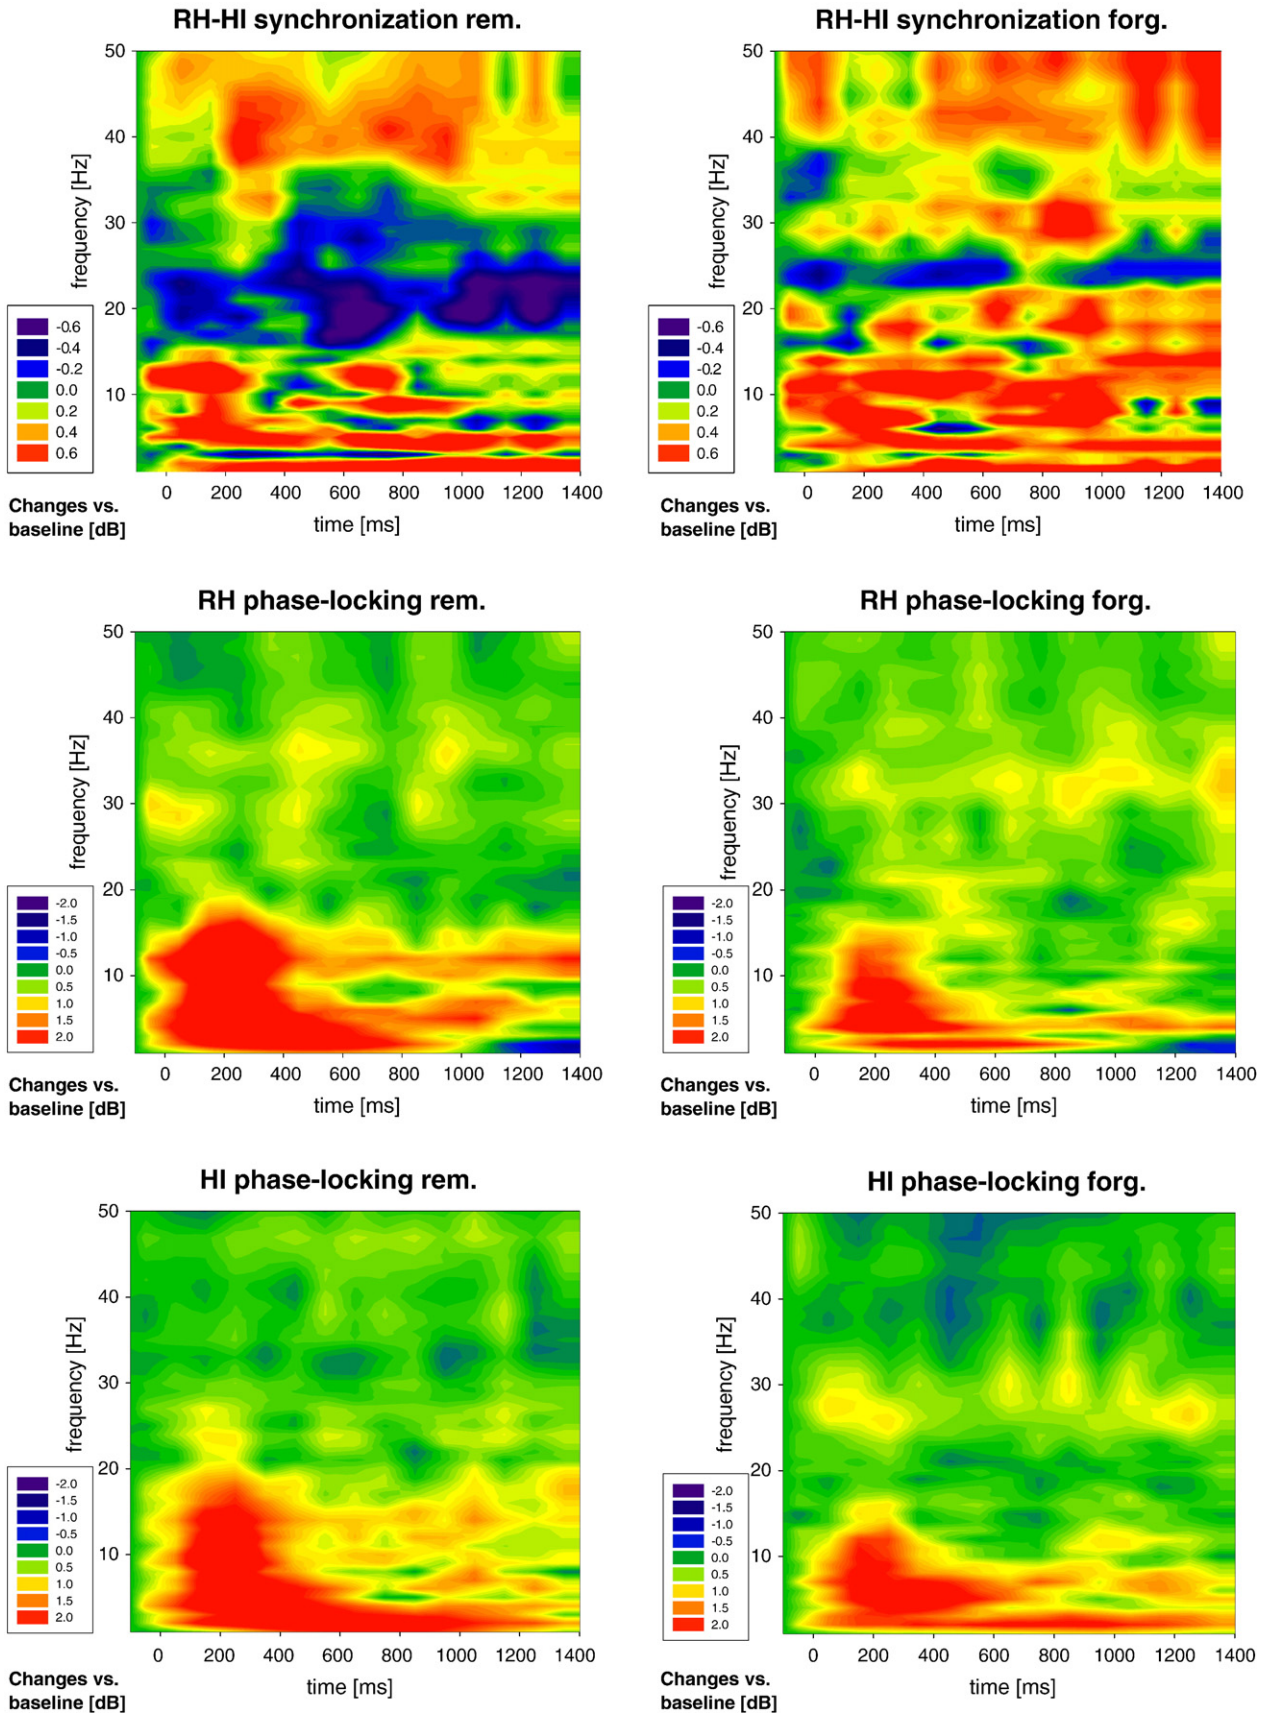 RH-HI synchronization rem.
50
40
30
20
10
frequency [Hz]
-0.6
-0.4
-0.2
0.0
0.2
0.4
0.6
Changes vs.
baseline [dB]
0 200 400 600 800 1000 1200 1400
time [ms]
RH-HI synchronization forg.
50
40
30
20
10
frequency [Hz]
-0.6
-0.4
-0.2
0.0
0.2
0.4
0.6
Changes vs.
baseline [dB]
0 200 400 600 800 1000 1200 1400
time [ms]
RH phase-locking rem.
50
40
30
20
10
frequency [Hz]
-2.0
-1.5
-1.0
-0.5
0.0
0.5
1.0
1.5
2.0
Changes vs.
baseline [dB]
0 200 400 600 800 1000 1200 1400
time [ms]
RH phase-locking forg.
50
40
30
20
10
frequency [Hz]
-2.0
-1.5
-1.0
-0.5
0.0
0.5
1.0
1.5
2.0
Changes vs.
baseline [dB]
0 200 400 600 800 1000 1200 1400
time [ms]
HI phase-locking rem.
50
40
30
20
10
frequency [Hz]
-2.0
-1.5
-1.0
-0.5
0.0
0.5
1.0
1.5
2.0
Changes vs.
baseline [dB]
0 200 400 600 800 1000 1200 1400
time [ms]
HI phase-locking forg.
50
40
30
20
10
frequency [Hz]
-2.0
-1.5
-1.0
-0.5
0.0
0.5
1.0
1.5
2.0
Changes vs.
baseline [dB]
0 200 400 600 800 1000 1200 1400
time [ms]